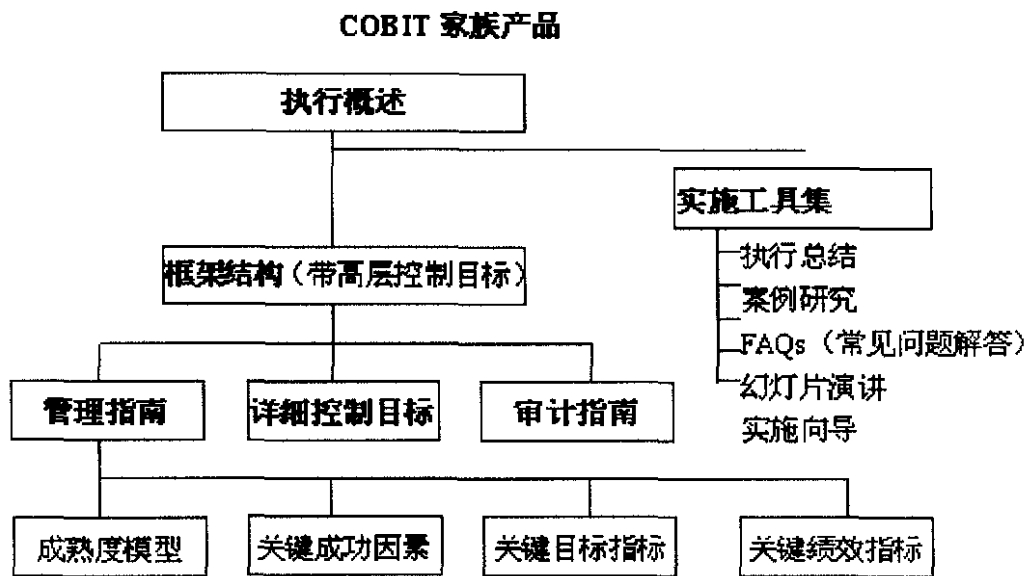 COBIT 家族产品
执行概述
实施工具集
执行总结
案例研究
FAQs（常见问题解答）
幻灯片演讲
实施向导
框架结构（带高层控制目标）
管理指南
详细控制目标
审计指南
成熟度模型
关键成功因素
关键目标指标
关键绩效指标